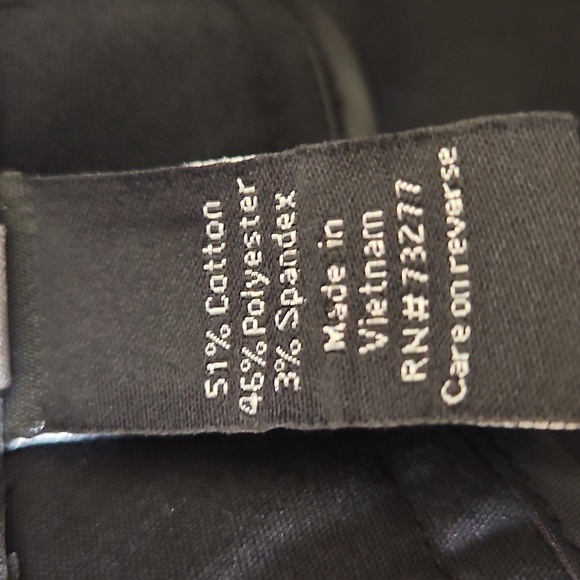 51% Cotton
46% Polyester
3% Spandex
Made in
Vietnam
RN# 73277
Care on reverse